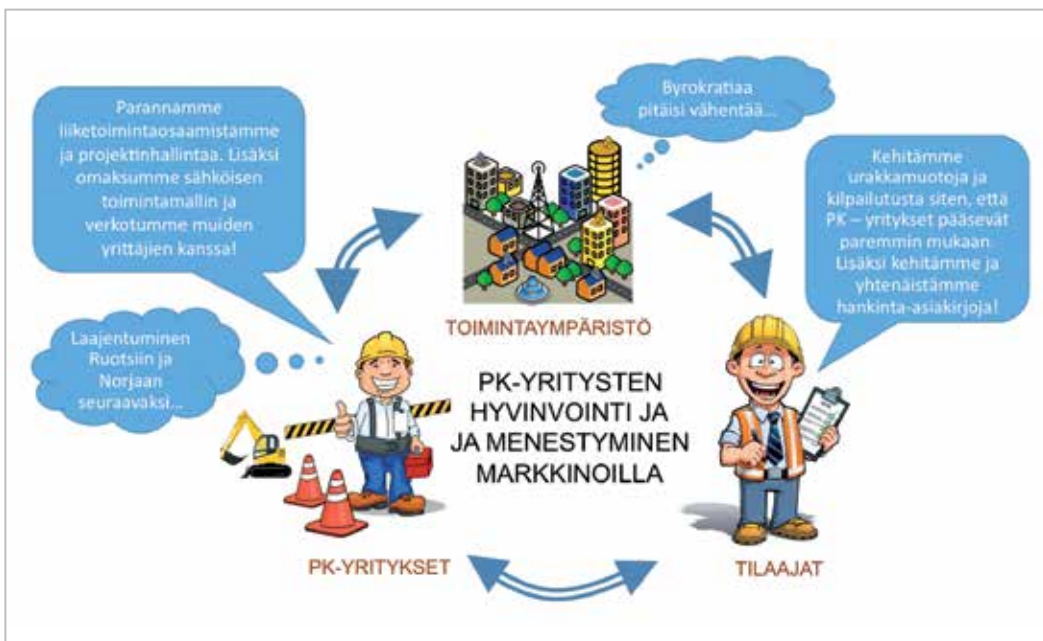 Parannamme
liiketoimintaosaamistamme
ja projektinhallintaa. Lisäksi
omaksumme sähköisen
toimintamallin ja
verkotumme muiden
yrittäjien kanssa!
Byrokratiaa
pitäisi vähentää...
Kehitämme
urakkamuotoja ja
kilpailutusta siten, että
PK – yritykset pääsevät
paremmin mukaan.
Lisäksi kehitämme ja
yhtenäistämme
hankinta-asiakirjoja!
TOIMINTAYMPÄRISTÖ
Laajentuminen
Ruotsiin ja
Norjaan
seuraavaksi...
PK-YRITYSTEN
HYVINVOINTI JA
JA MENESTYMINEN
MARKKINOILLA
PK-YRITYKSET
TILAAJAT